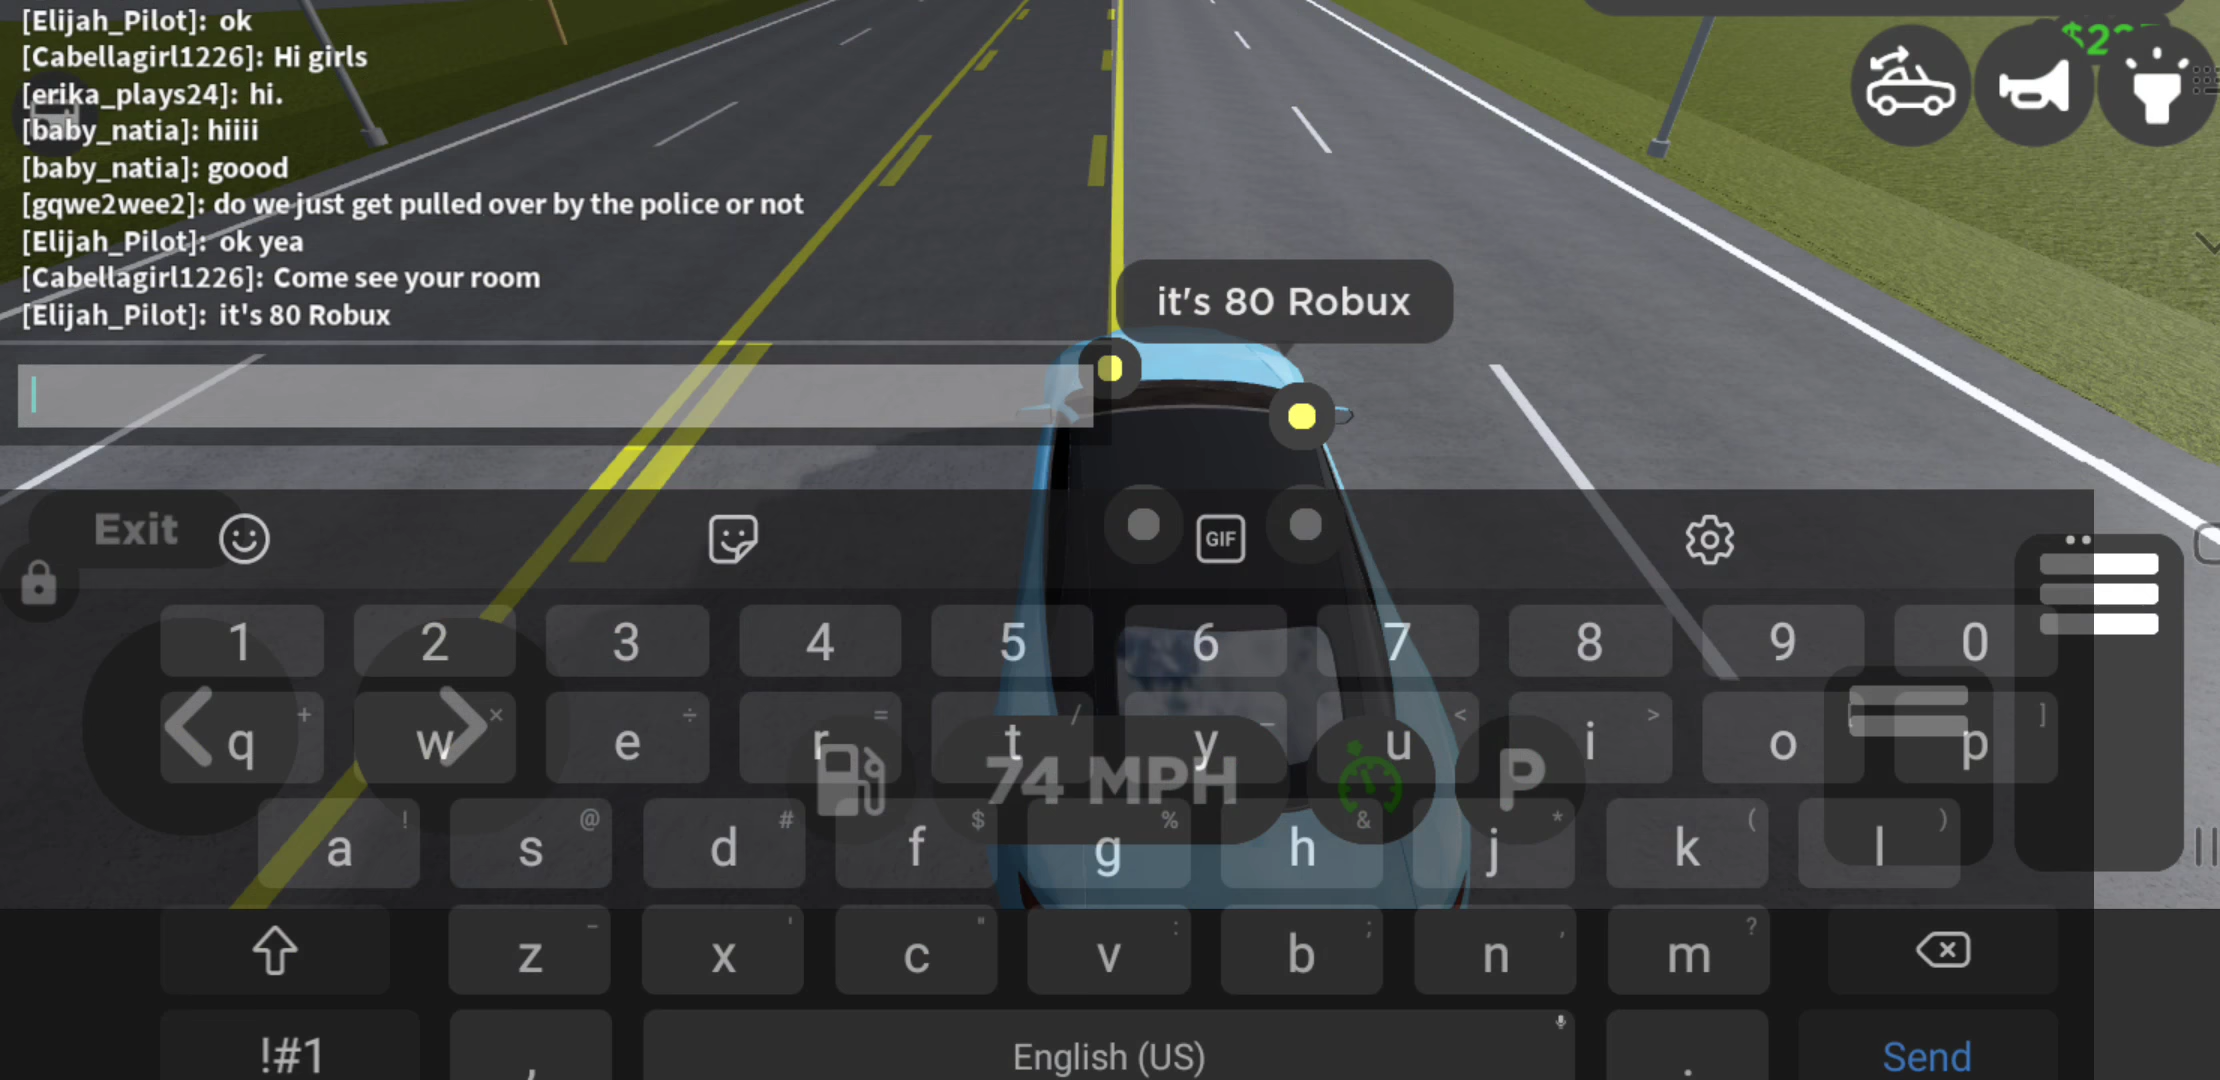 [Elijah_Pilot]: ok
[Cabellagirl1226]: Hi girls
[erika_plays24]: hi.
[baby_natia]: hiiii
[baby_natia]: goood
[gqwe2wee2]: do we just get pulled over by the police or not
[Elijah_Pilot]: ok yea
[Cabellagirl1226]: Come see your room
[Elijah_Pilot]: it's 80 Robux
it's 80 Robux
Exit
GIF
1 2 3 4 5 6 7 8 9 0
+ × ÷ = / _ < > [ ]
q w e r t y u i o p
74 MPH P
! @ # $ % & * ( )
a s d f g h j k l
- ' " : ; , ?
z x c v b n m
!#1 , English (US) . Send